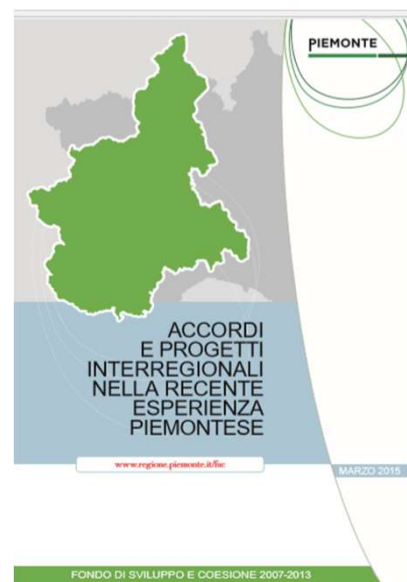 PIEMONTE
ACCORDI
E PROGETTI
INTERREGIONALI
NELLA RECENTE
ESPERIENZA
PIEMONTESE
www.regione.piemonte.it/fsc
MARZO 2015
FONDO DI SVILUPPO E COESIONE 2007-2013